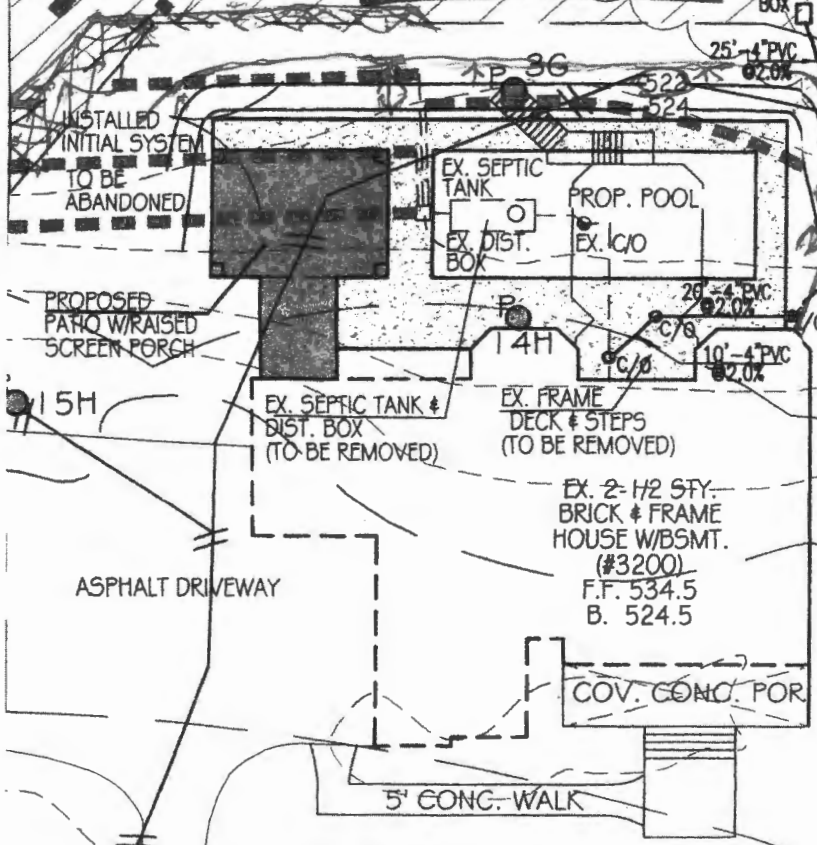 BOX
25'-4"PVC
@2.0%
P 3G
522
524
INSTALLED
INITIAL SYSTEM
TO BE
ABANDONED
EX. SEPTIC
TANK
PROP. POOL
EX. DIST.
BOX
EX. C/O
PROPOSED
PATIO W/RAISED
SCREEN PORCH
P
14H
26'-4"PVC
@2.0%
C/O
C/O
10'-4"PVC
@2.0%
15H
EX. SEPTIC TANK &
DIST. BOX
(TO BE REMOVED)
EX. FRAME
DECK & STEPS
(TO BE REMOVED)
EX. 2-1/2 STY.
BRICK & FRAME
HOUSE W/BSMT.
(#3200)
F.F. 534.5
B. 524.5
ASPHALT DRIVEWAY
COV. CONC. POR
5' CONC. WALK